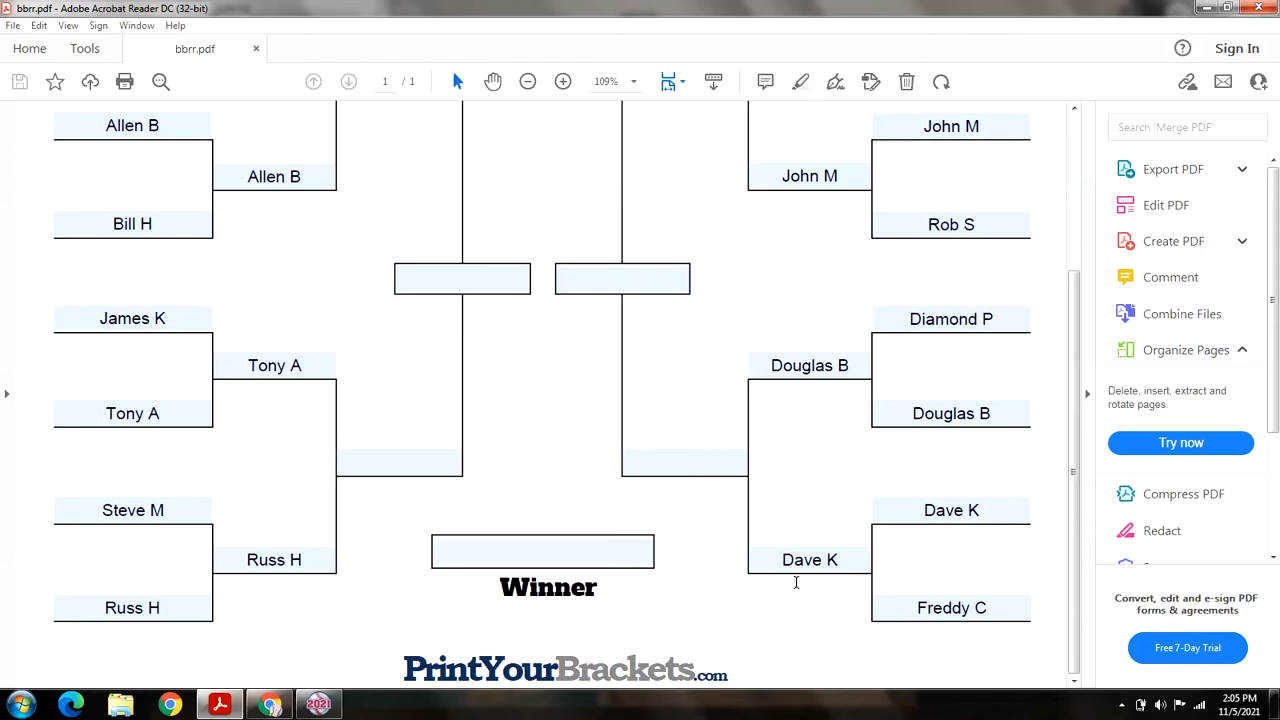 bbrr.pdf - Adobe Acrobat Reader DC (32-bit)
File Edit View Sign Window Help
Home Tools bbrr.pdf × Sign In
1 / 1 109%
Allen B
Allen B
Bill H
James K
Tony A
Tony A
Steve M
Russ H
Russ H
John M
John M
Rob S
Diamond P
Douglas B
Douglas B
Dave K
Dave K
Freddy C
Winner
PrintYourBrackets.com
Search 'Merge PDF'
Export PDF
Edit PDF
Create PDF
Comment
Combine Files
Organize Pages
Delete, insert, extract and
rotate pages.
Try now
Compress PDF
Redact
Convert, edit and e-sign PDF
forms & agreements
Free 7-Day Trial
2021
2:05 PM
11/5/2021